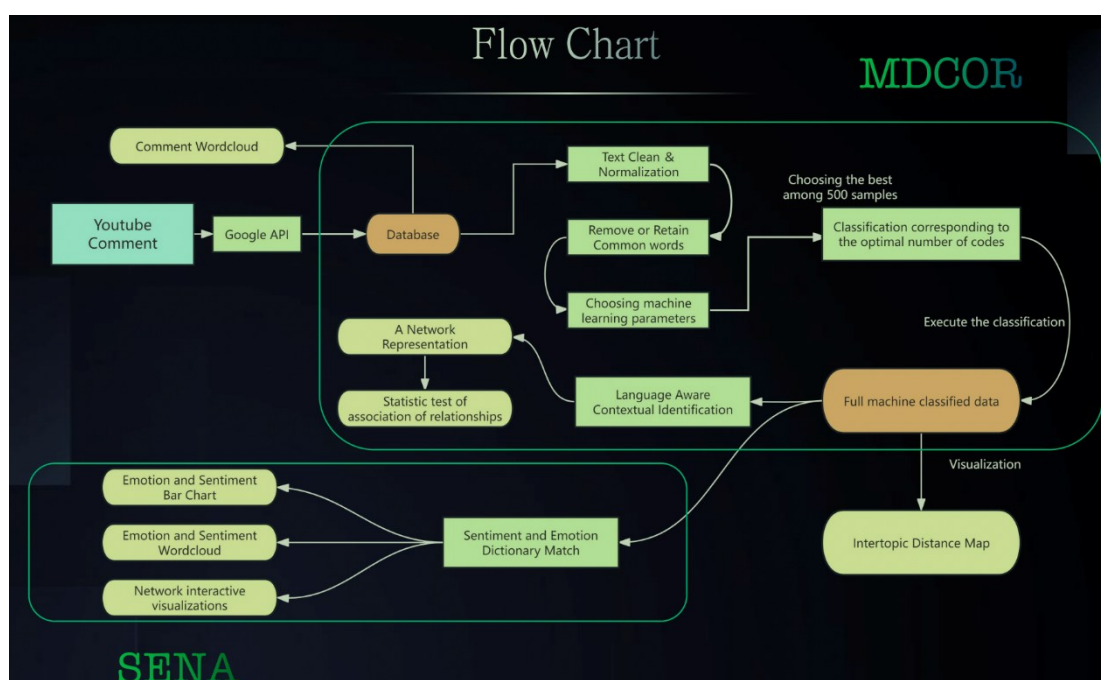 Flow Chart
MDCOR
Comment Wordcloud
Text Clean &
Normalization
Choosing the best
among 500 samples
Youtube
Comment
Google API
Database
Remove or Retain
Common words
Classification corresponding to
the optimal number of codes
Choosing machine
learning parameters
Execute the classification
A Network
Representation
Statistic test of
association of relationships
Language Aware
Contextual Identification
Full machine classified data
Visualization
Emotion and Sentiment
Bar Chart
Emotion and Sentiment
Wordcloud
Sentiment and Emotion
Dictionary Match
Intertopic Distance Map
Network interactive
visualizations
SENA